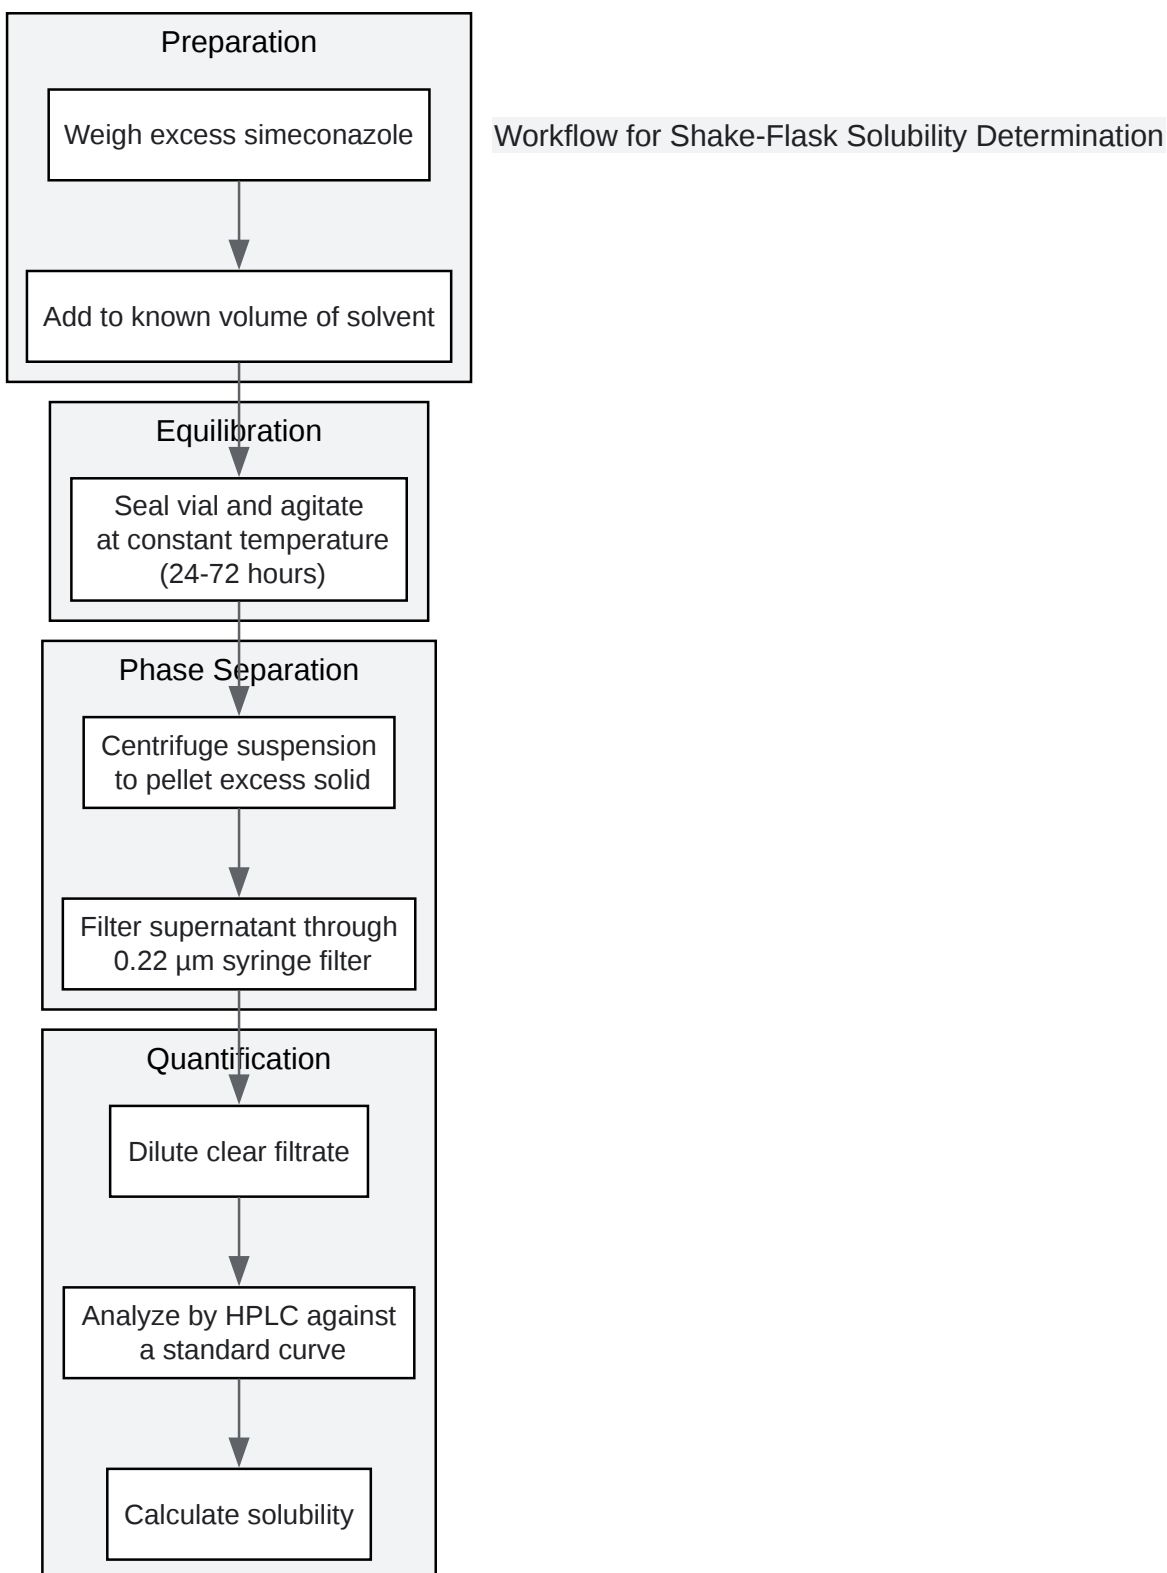 Preparation
Weigh excess simeconazole
Workflow for Shake-Flask Solubility Determination
Add to known volume of solvent
Equilibration
Seal vial and agitate
at constant temperature
(24-72 hours)
Phase Separation
Centrifuge suspension
to pellet excess solid
Filter supernatant through
0.22 µm syringe filter
Quantification
Dilute clear filtrate
Analyze by HPLC against
a standard curve
Calculate solubility